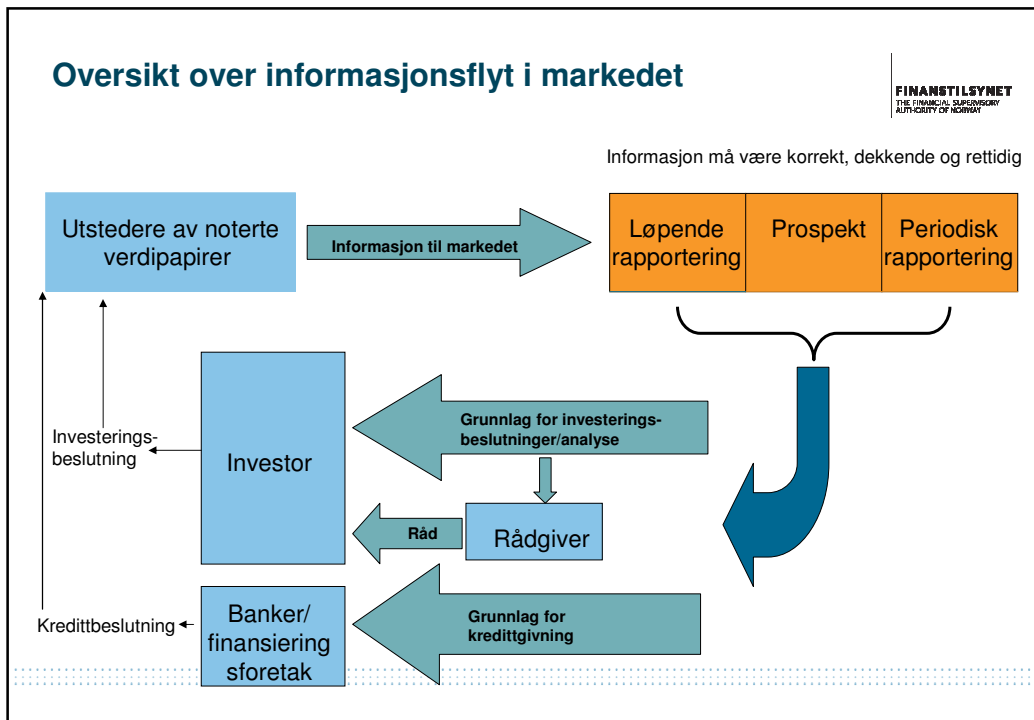 Oversikt over informasjonsflyt i markedet
FINANSTILSYNET
THE FINANCIAL SUPERVISORY
AUTHORITY OF NORWAY
Informasjon må være korrekt, dekkende og rettidig
Utstedere av noterte
verdipapirer
Informasjon til markedet
Løpende
rapportering
Prospekt
Periodisk
rapportering
Investerings-
beslutning
Investor
Grunnlag for investerings-
beslutninger/analyse
Råd
Rådgiver
Kredittbeslutning
Banker/
finansiering
sforetak
Grunnlag for
kredittgivning